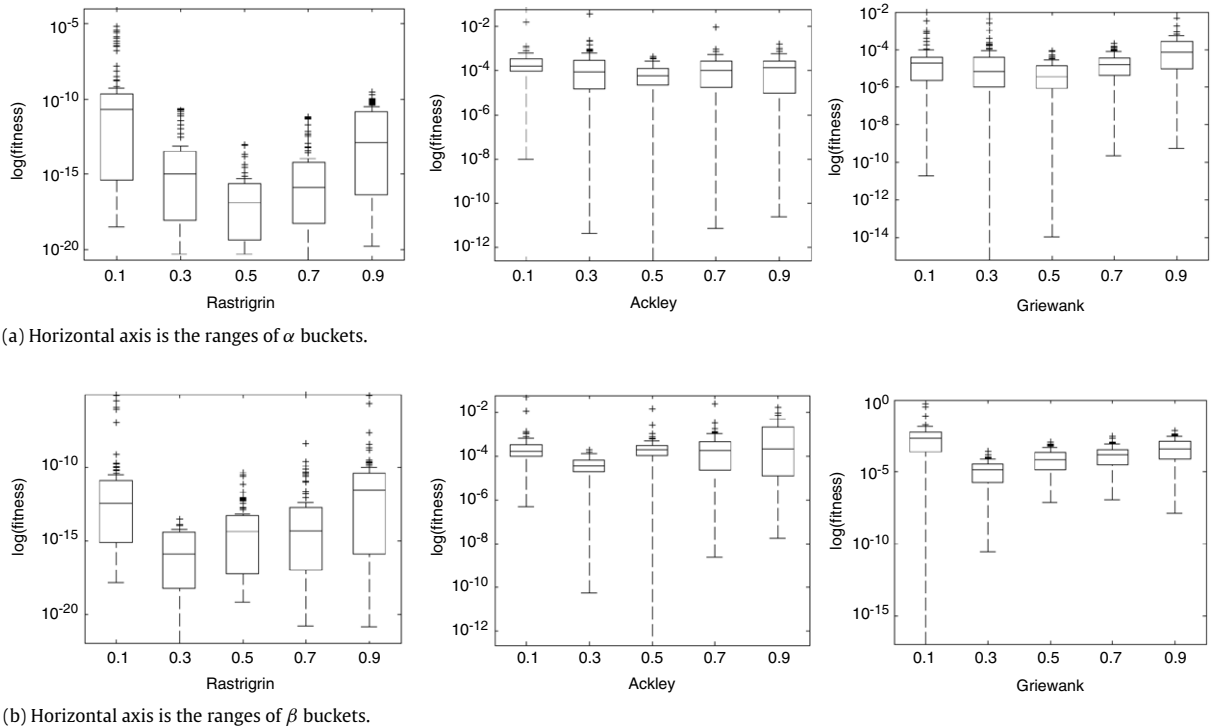 log(fitness)
10⁻⁵
10⁻¹⁰
10⁻¹⁵
10⁻²⁰
0.1 0.3 0.5 0.7 0.9
Rastrigrin
log(fitness)
10⁻²
10⁻⁴
10⁻⁶
10⁻⁸
10⁻¹⁰
10⁻¹²
0.1 0.3 0.5 0.7 0.9
Ackley
log(fitness)
10⁻²
10⁻⁴
10⁻⁶
10⁻⁸
10⁻¹⁰
10⁻¹²
10⁻¹⁴
0.1 0.3 0.5 0.7 0.9
Griewank
(a) Horizontal axis is the ranges of α buckets.
log(fitness)
10⁻¹⁰
10⁻¹⁵
10⁻²⁰
0.1 0.3 0.5 0.7 0.9
Rastrigrin
log(fitness)
10⁻²
10⁻⁴
10⁻⁶
10⁻⁸
10⁻¹⁰
10⁻¹²
0.1 0.3 0.5 0.7 0.9
Ackley
log(fitness)
10⁰
10⁻⁵
10⁻¹⁰
10⁻¹⁵
0.1 0.3 0.5 0.7 0.9
Griewank
(b) Horizontal axis is the ranges of β buckets.